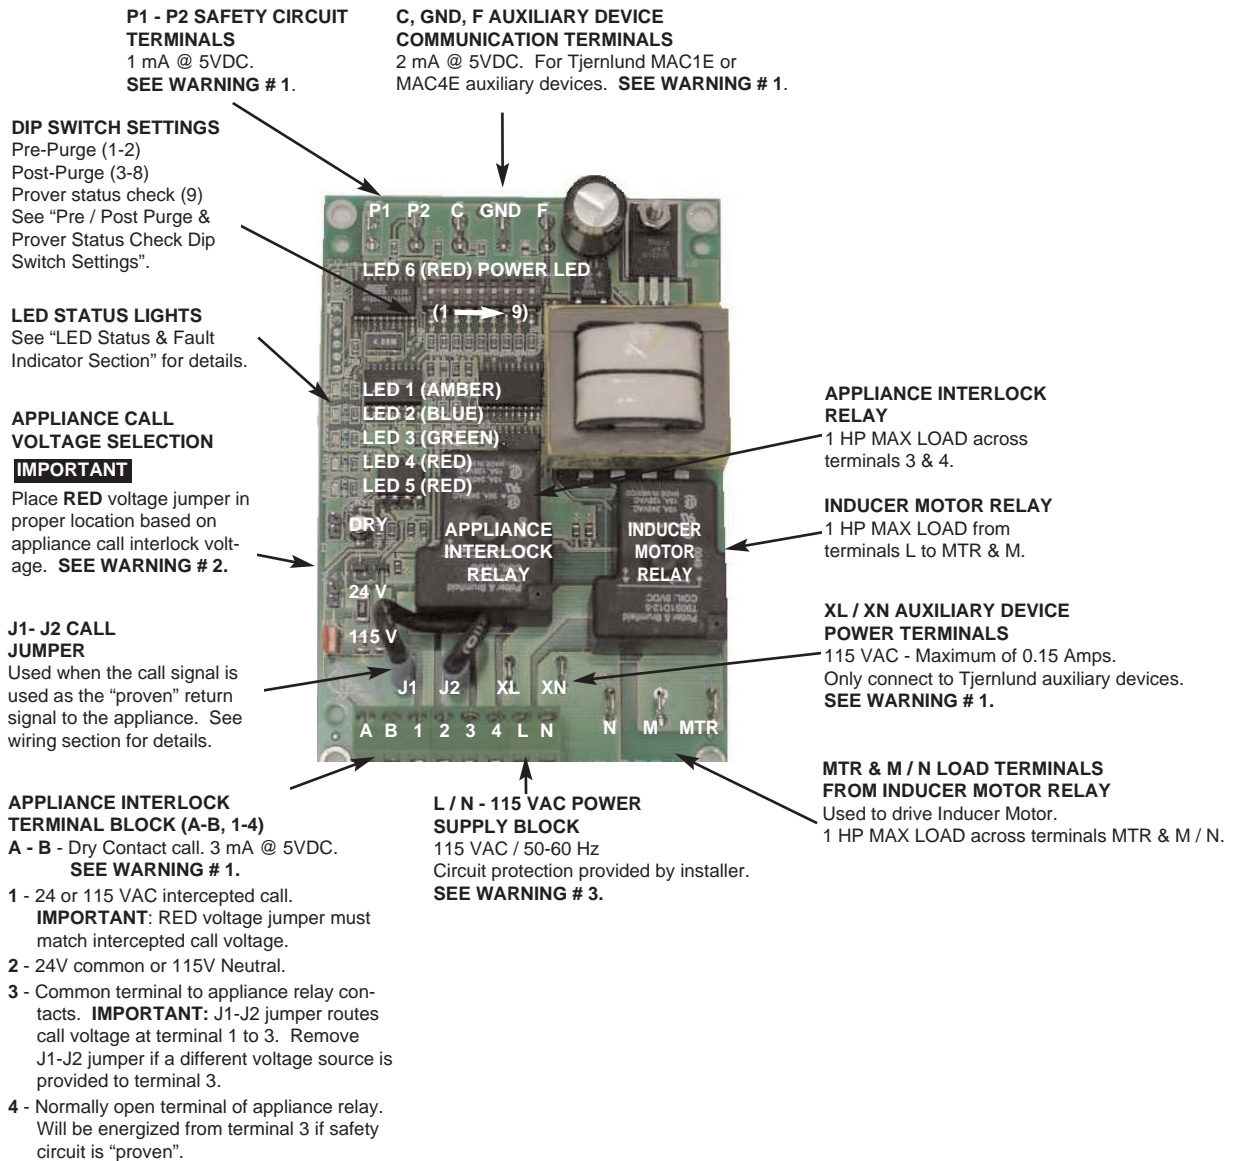 P1 - P2 SAFETY CIRCUIT
TERMINALS
1 mA @ 5VDC.
SEE WARNING # 1.
C, GND, F AUXILIARY DEVICE
COMMUNICATION TERMINALS
2 mA @ 5VDC. For Tjernlund MAC1E or
MAC4E auxiliary devices. SEE WARNING # 1.
DIP SWITCH SETTINGS
Pre-Purge (1-2)
Post-Purge (3-8)
Prover status check (9)
See “Pre / Post Purge &
Prover Status Check Dip
Switch Settings”.
LED STATUS LIGHTS
See “LED Status & Fault
Indicator Section” for details.
APPLIANCE CALL
VOLTAGE SELECTION
IMPORTANT
Place RED voltage jumper in
proper location based on
appliance call interlock volt-
age. SEE WARNING # 2.
J1- J2 CALL
JUMPER
Used when the call signal is
used as the “proven” return
signal to the appliance. See
wiring section for details.
P1 P2 C GND F
LED 6 (RED) POWER LED
(1 9)
4.00M
LED 1 (AMBER)
LED 2 (BLUE)
LED 3 (GREEN)
LED 4 (RED)
LED 5 (RED)
DRY
24 V
115 V
APPLIANCE
INTERLOCK
RELAY
INDUCER
MOTOR
RELAY
Potter & Brumfield
T90S1D12-5
COIL: 5VDC
Potter & Brumfield
J1 J2 XL XN
A B 1 2 3 4 L N
N M MTR
APPLIANCE INTERLOCK
RELAY
1 HP MAX LOAD across
terminals 3 & 4.
INDUCER MOTOR RELAY
1 HP MAX LOAD from
terminals L to MTR & M.
XL / XN AUXILIARY DEVICE
POWER TERMINALS
115 VAC - Maximum of 0.15 Amps.
Only connect to Tjernlund auxiliary devices.
SEE WARNING # 1.
MTR & M / N LOAD TERMINALS
FROM INDUCER MOTOR RELAY
Used to drive Inducer Motor.
1 HP MAX LOAD across terminals MTR & M / N.
APPLIANCE INTERLOCK
TERMINAL BLOCK (A-B, 1-4)
A - B - Dry Contact call. 3 mA @ 5VDC.
SEE WARNING # 1.
1 - 24 or 115 VAC intercepted call.
IMPORTANT: RED voltage jumper must
match intercepted call voltage.
2 - 24V common or 115V Neutral.
3 - Common terminal to appliance relay con-
tacts. IMPORTANT: J1-J2 jumper routes
call voltage at terminal 1 to 3. Remove
J1-J2 jumper if a different voltage source is
provided to terminal 3.
4 - Normally open terminal of appliance relay.
Will be energized from terminal 3 if safety
circuit is “proven”.
L / N - 115 VAC POWER
SUPPLY BLOCK
115 VAC / 50-60 Hz
Circuit protection provided by installer.
SEE WARNING # 3.